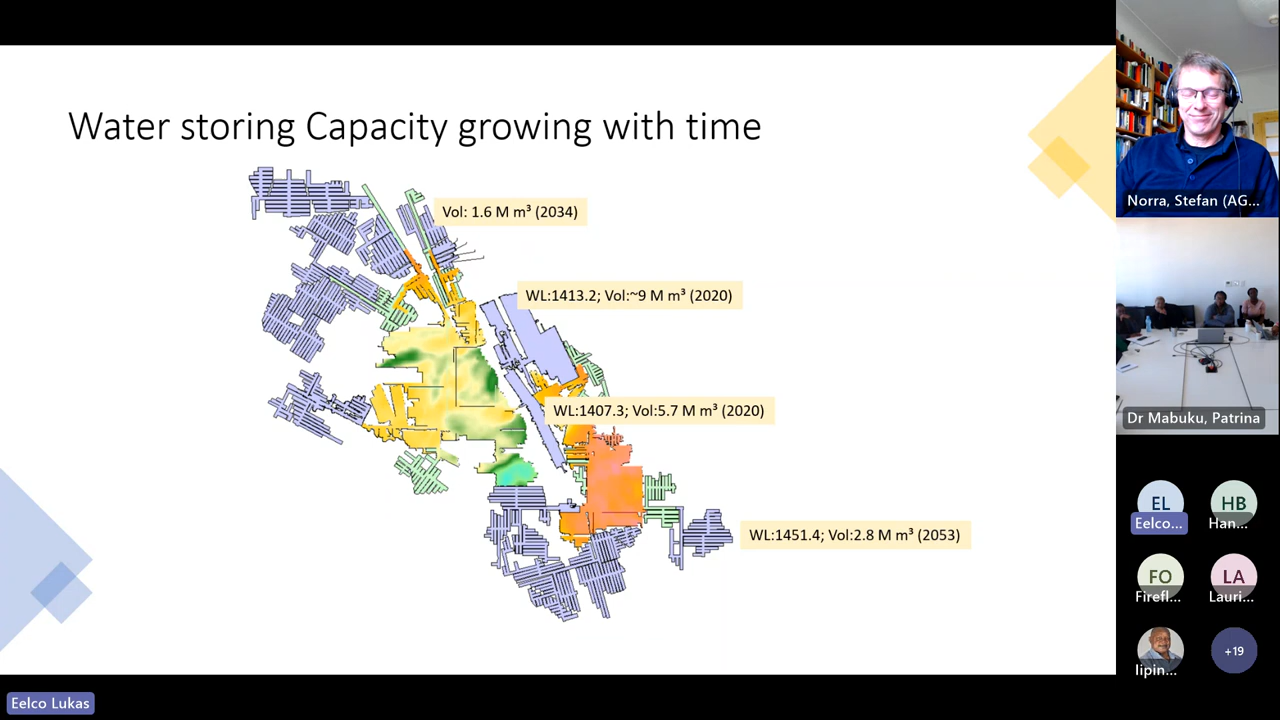 Water storing Capacity growing with time
Vol: 1.6 M m³ (2034)
WL:1413.2; Vol:~9 M m³ (2020)
WL:1407.3; Vol:5.7 M m³ (2020)
WL:1451.4; Vol:2.8 M m³ (2053)
Norra, Stefan (AG...
Dr Mabuku, Patrina
EL
Eelco...
HB
Han...
FO
Firefl...
LA
Lauri...
Iipin...
+19
Eelco Lukas